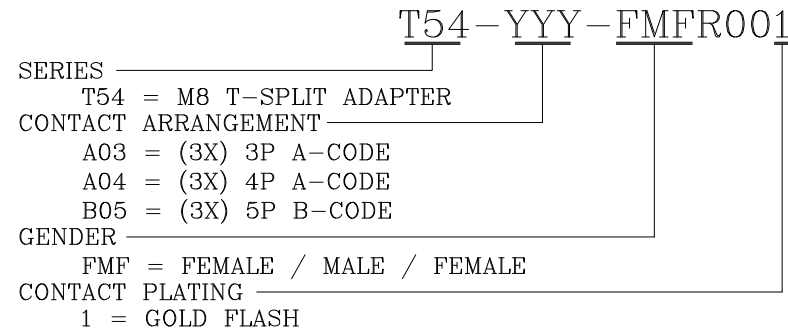 T54-YYY-FMFR001
SERIES
T54 = M8 T-SPLIT ADAPTER
CONTACT ARRANGEMENT
A03 = (3X) 3P A-CODE
A04 = (3X) 4P A-CODE
B05 = (3X) 5P B-CODE
GENDER
FMF = FEMALE / MALE / FEMALE
CONTACT PLATING
1 = GOLD FLASH